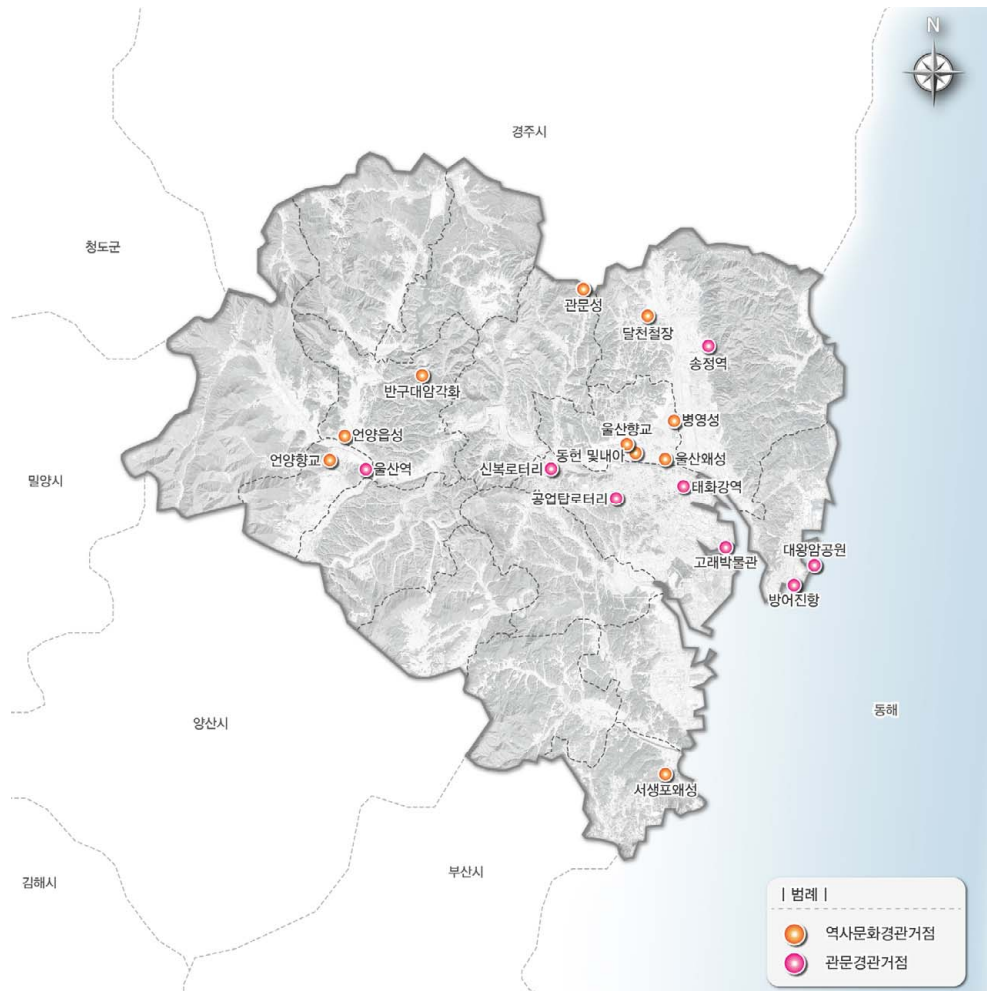 N
경주시
청도군
관문성
달천철장
송정역
반구대암각화
병영성
언양읍성
울산향교
언양향교
동헌 및내아
울산왜성
밀양시
울산역
신복로터리
태화강역
공업탑로터리
고래박물관
대왕암공원
방어진항
양산시
동해
서생포왜성
부산시
김해시
| 범례 |
역사문화경관거점
관문경관거점